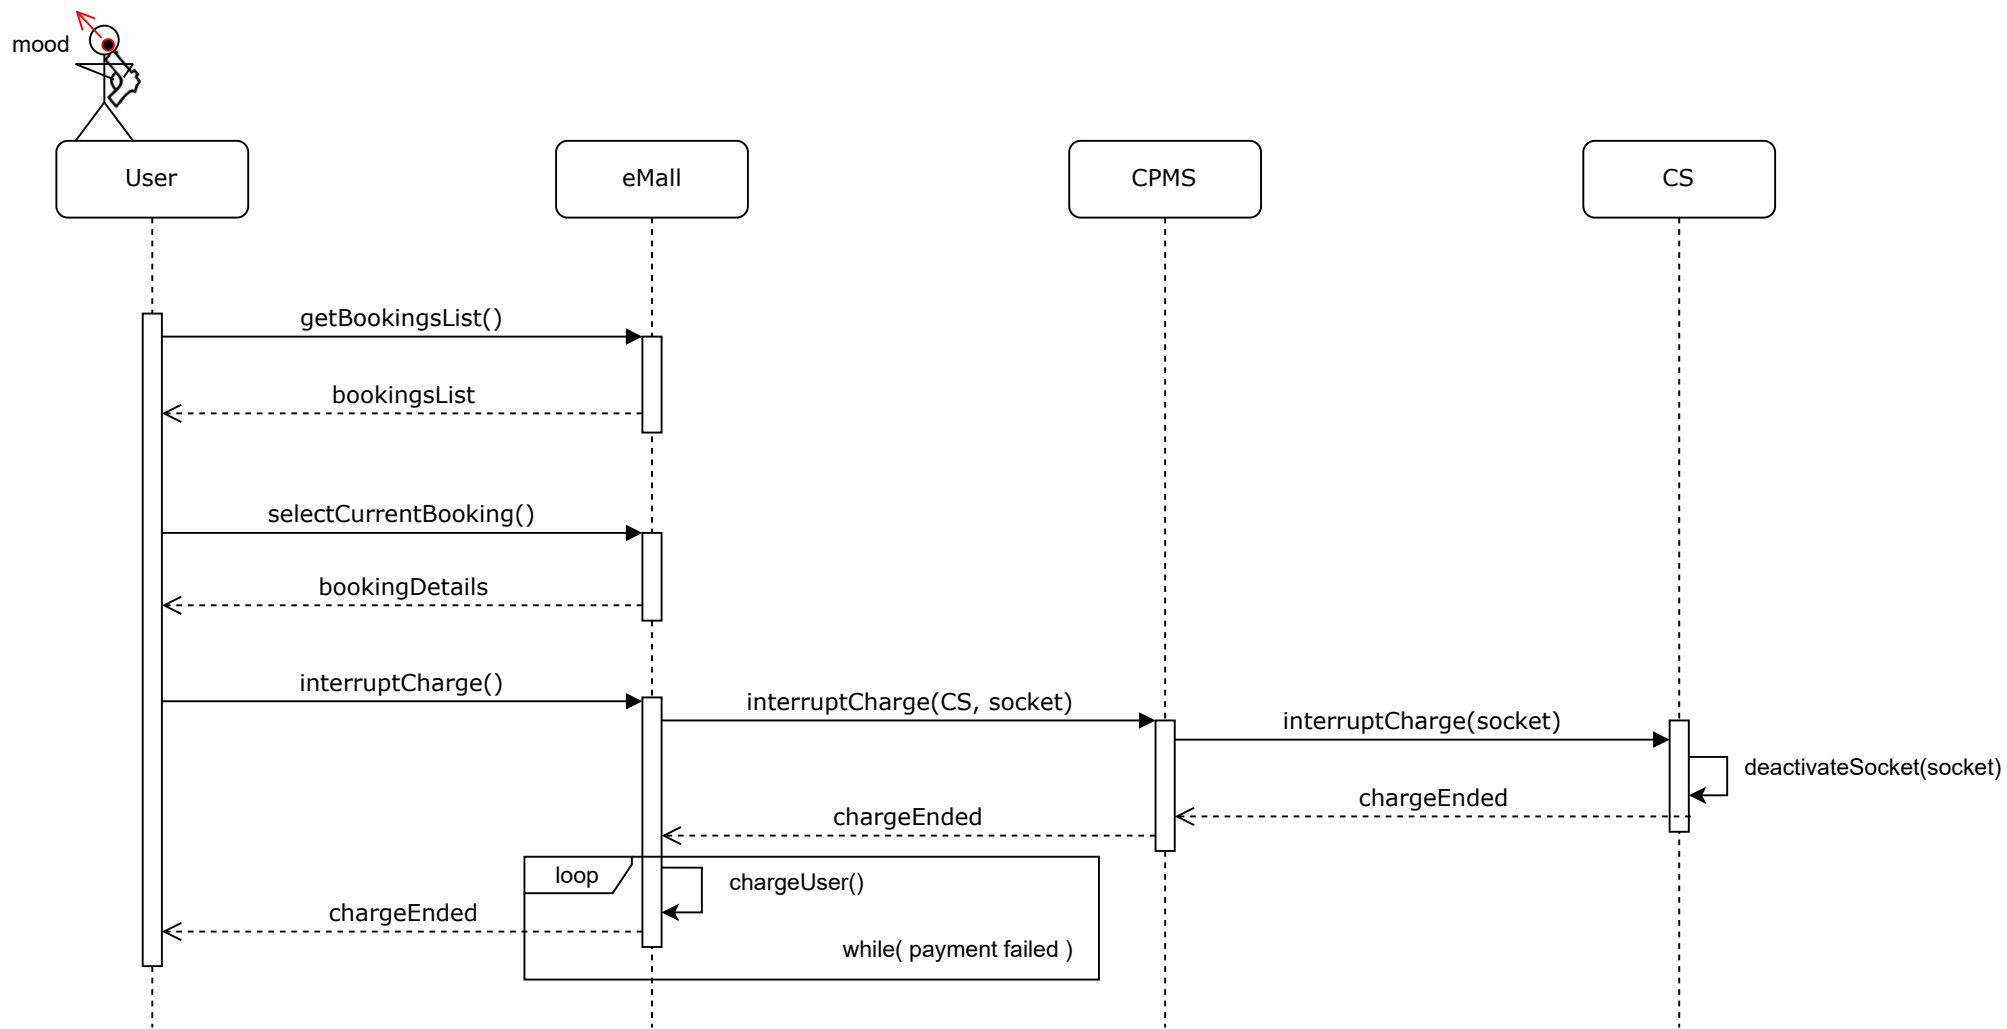 mood
User
eMall
CPMS
CS
getBookingsList()
bookingsList
selectCurrentBooking()
bookingDetails
interruptCharge()
interruptCharge(CS, socket)
interruptCharge(socket)
deactivateSocket(socket)
chargeEnded
chargeEnded
loop
chargeUser()
chargeEnded
while( payment failed )